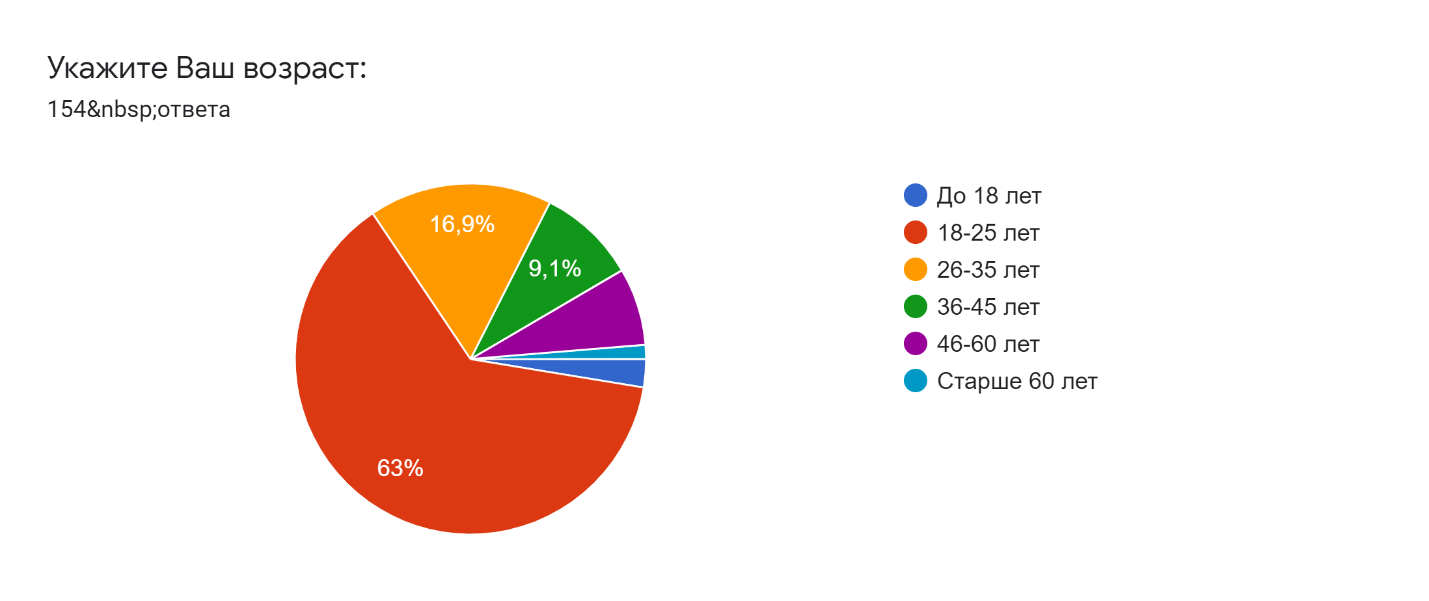 Укажите Ваш возраст:
154&nbsp;ответа
16,9%
9,1%
63%
До 18 лет
18-25 лет
26-35 лет
36-45 лет
46-60 лет
Старше 60 лет